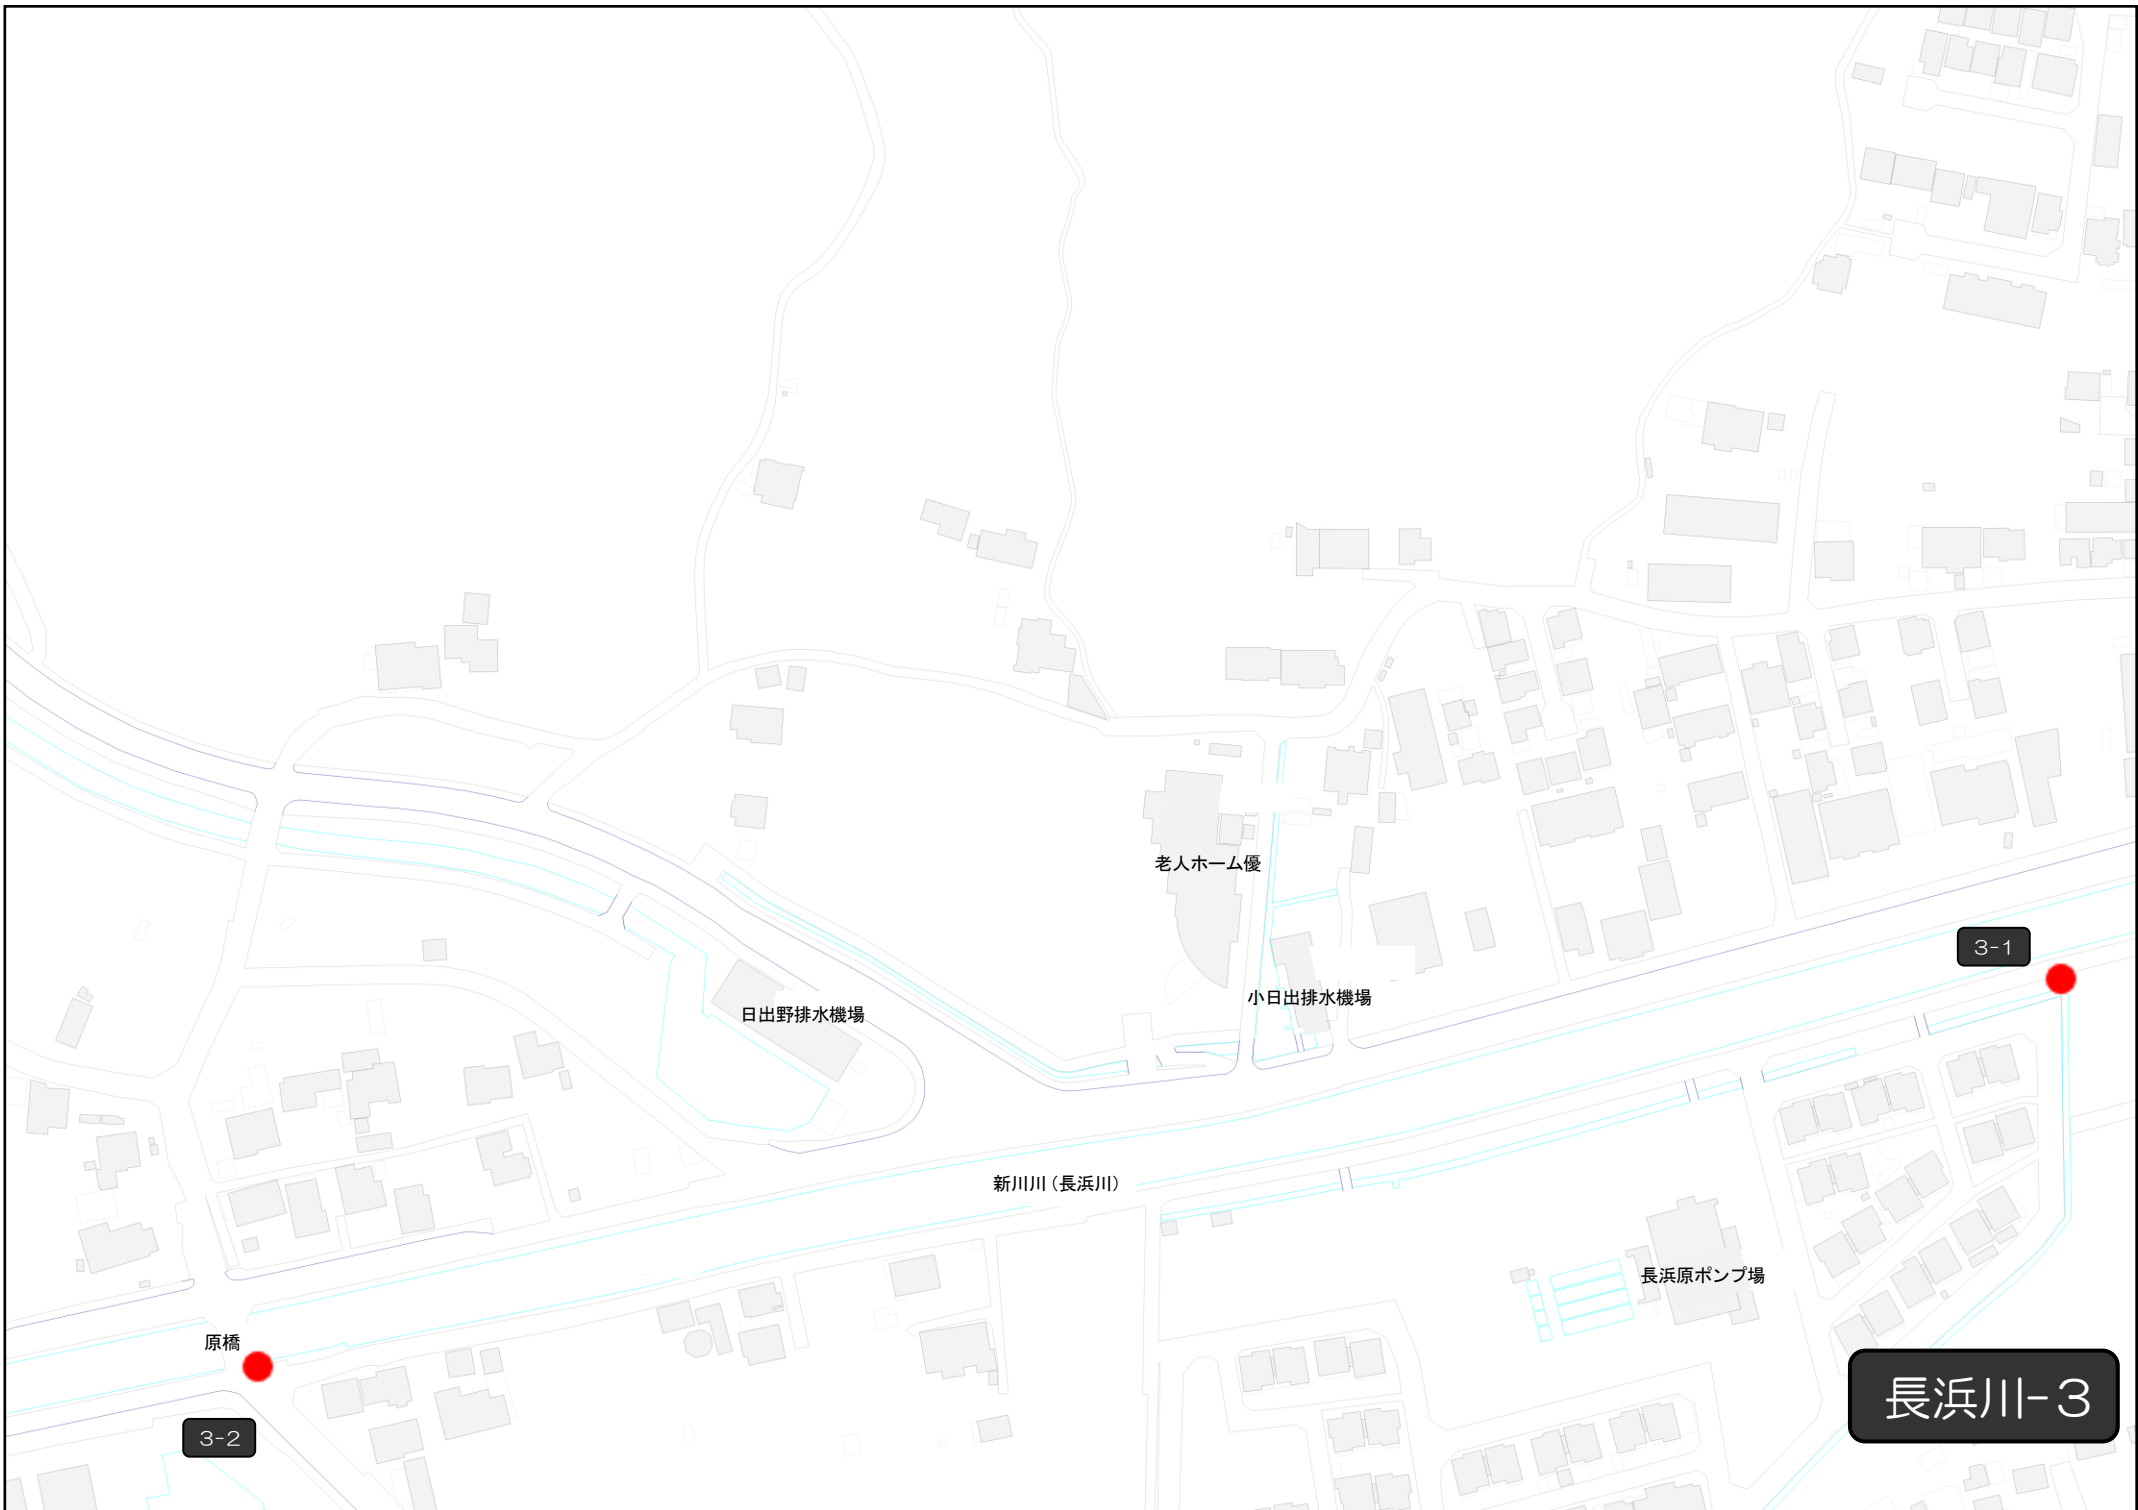 老人ホーム優
3-1
小日出排水機場
日出野排水機場
新川川（長浜川）
長浜原ポンプ場
原橋
長浜川-3
3-2